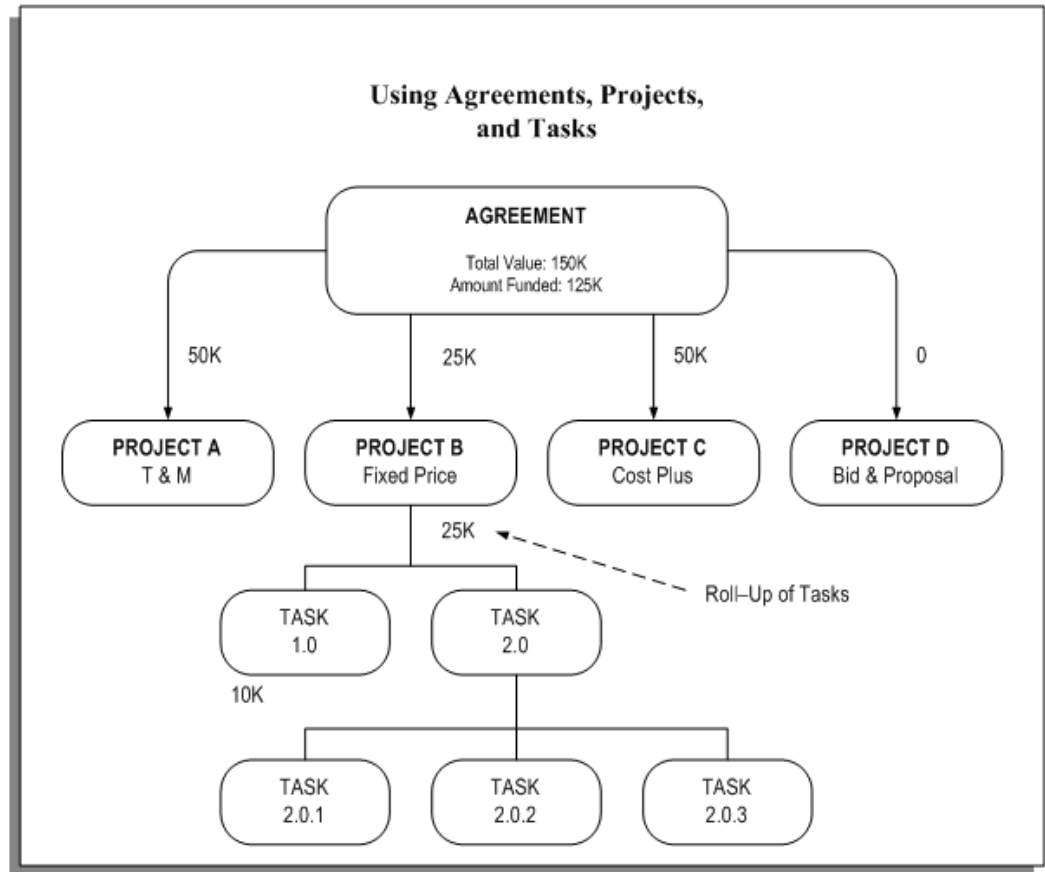 Using Agreements, Projects,
and Tasks
AGREEMENT
Total Value: 150K
Amount Funded: 125K
50K
25K
50K
0
PROJECT A
T & M
PROJECT B
Fixed Price
PROJECT C
Cost Plus
PROJECT D
Bid & Proposal
25K
Roll–Up of Tasks
TASK
1.0
TASK
2.0
10K
TASK
2.0.1
TASK
2.0.2
TASK
2.0.3